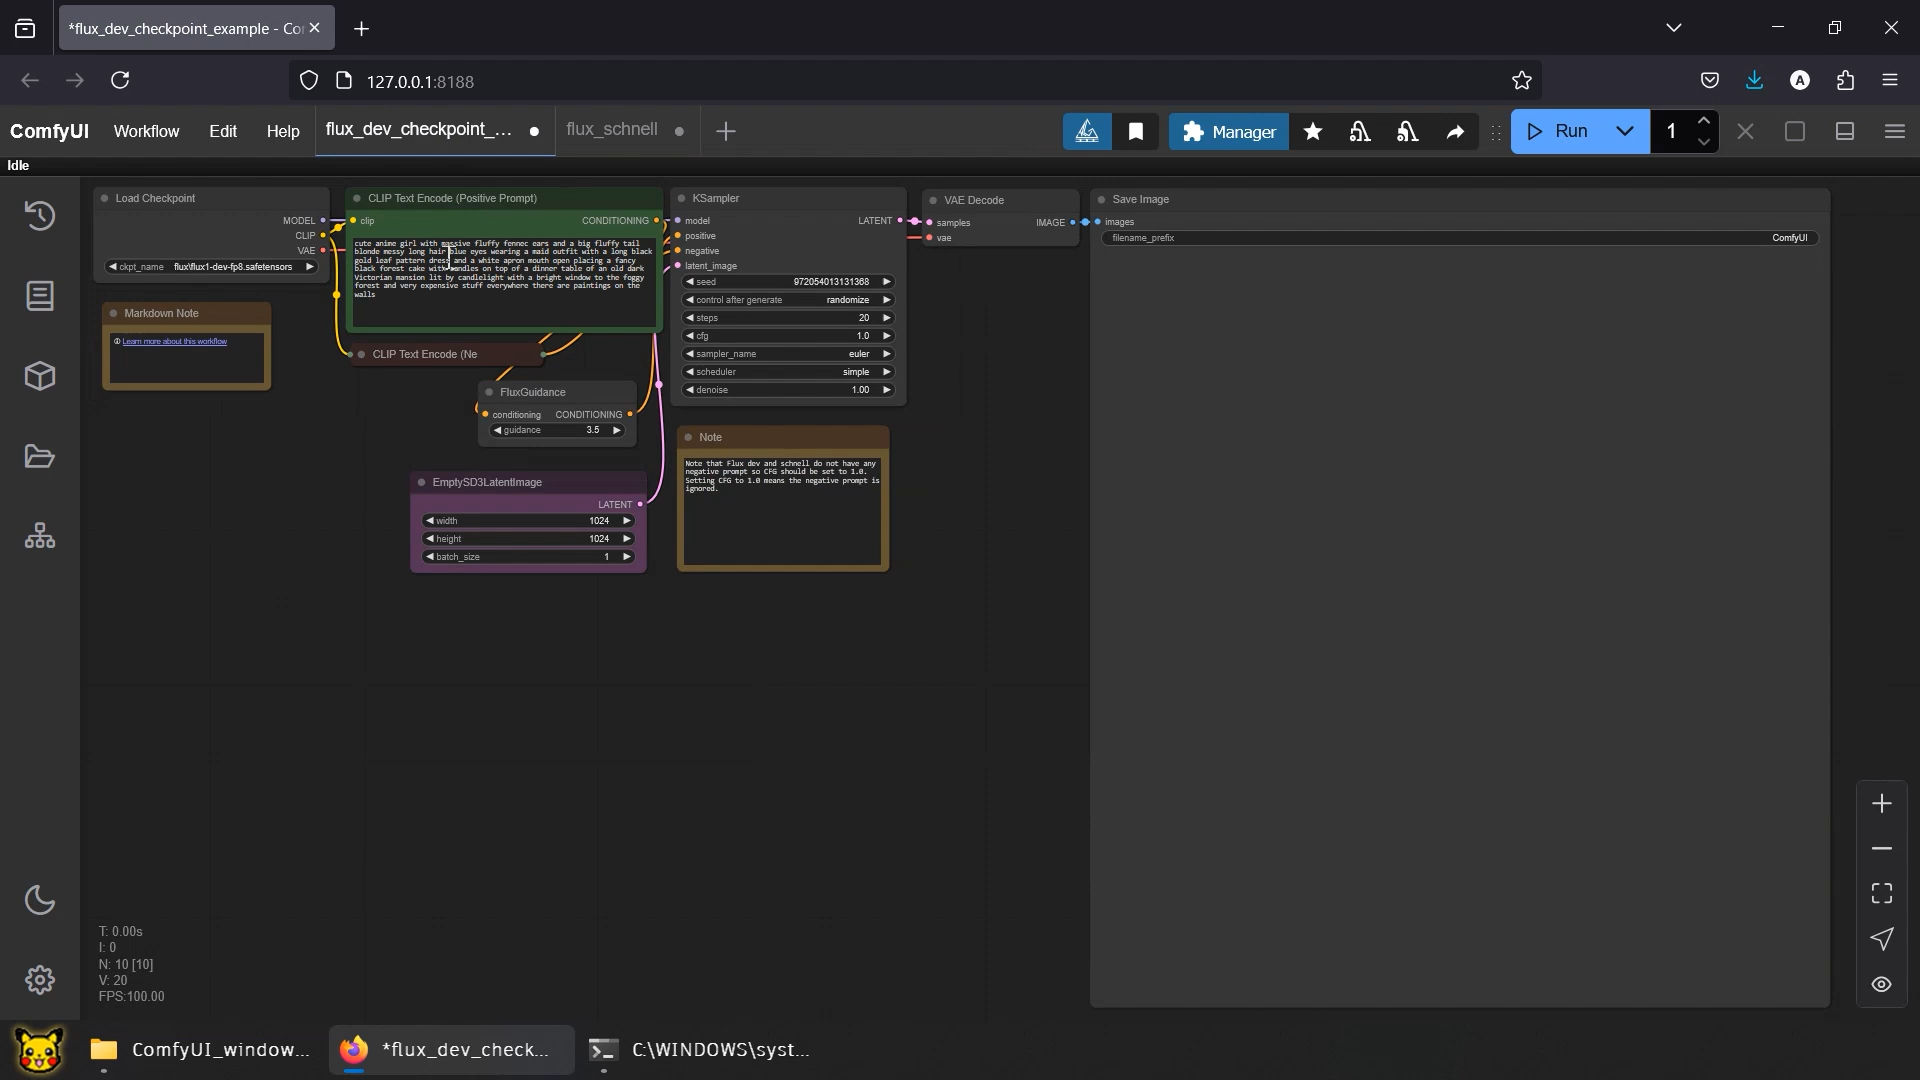 *flux_dev_checkpoint_example - Co
127.0.0.1:8188
ComfyUI
Workflow
Edit
Help
flux_dev_checkpoint_...
flux_schnell
Manager
Run
1
Idle
Load Checkpoint
MODEL
CLIP
VAE
ckpt_name flux\flux1-dev-fp8.safetensors
Markdown Note
Learn more about this workflow
CLIP Text Encode (Positive Prompt)
clip
CONDITIONING
cute anime girl with massive fluffy fennec ears and a big fluffy tail
blonde messy long hair blue eyes wearing a maid outfit with a long black
gold leaf pattern dress and a white apron mouth open placing a fancy
black forest cake with candles on top of a dinner table of an old dark
Victorian mansion lit by candlelight with a bright window to the foggy
forest and very expensive stuff everywhere there are paintings on the
walls
CLIP Text Encode (Ne
FluxGuidance
conditioning CONDITIONING
guidance 3.5
EmptySD3LatentImage
LATENT
width 1024
height 1024
batch_size 1
KSampler
model LATENT
positive
negative
latent_image
seed 972054013131368
control after generate randomize
steps 20
cfg 1.0
sampler_name euler
scheduler simple
denoise 1.00
Note
Note that Flux dev and schnell do not have any
negative prompt so CFG should be set to 1.0.
Setting CFG to 1.0 means the negative prompt is
ignored.
VAE Decode
samples IMAGE
vae
Save Image
images
filename_prefix ComfyUI
T: 0.00s
I: 0
N: 10 [10]
V: 20
FPS:100.00
ComfyUI_window...
*flux_dev_check...
C:\WINDOWS\syst...